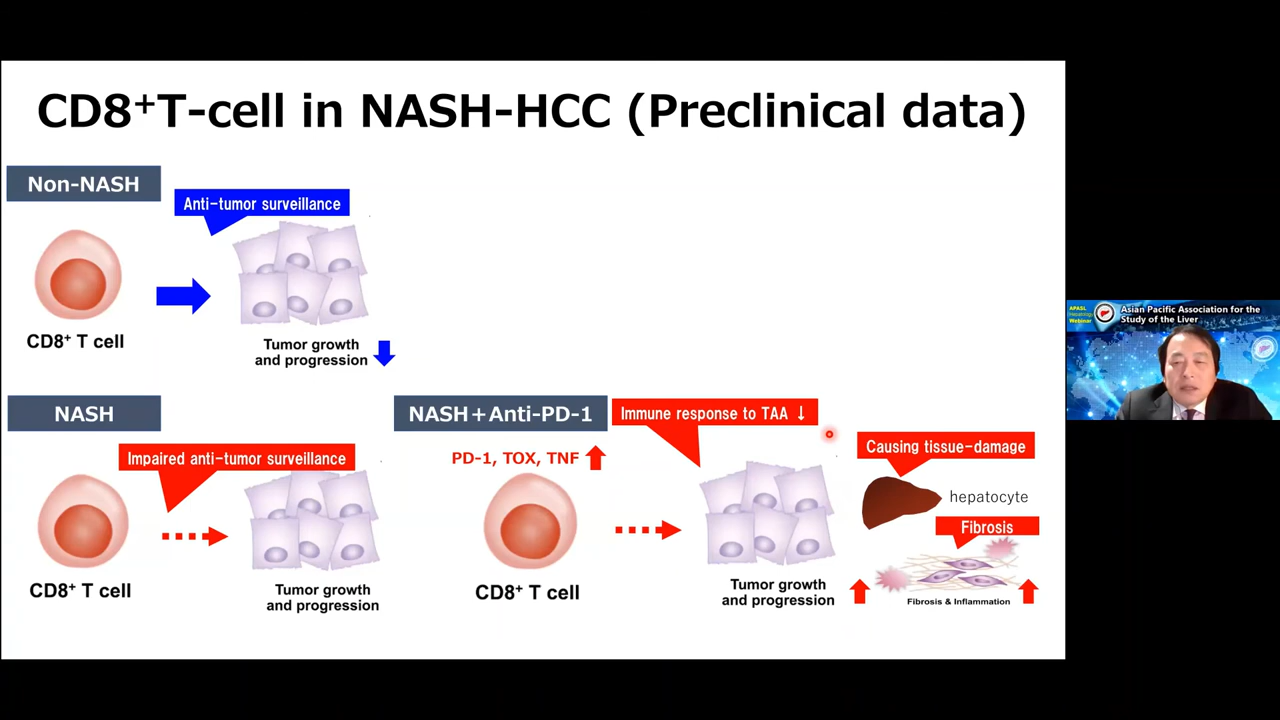 CD8⁺T-cell in NASH-HCC (Preclinical data)
Non-NASH
Anti-tumor surveillance
CD8⁺ T cell
Tumor growth
and progression
NASH
Impaired anti-tumor surveillance
CD8⁺ T cell
Tumor growth
and progression
NASH+Anti-PD-1
Immune response to TAA ↓
PD-1, TOX, TNF
CD8⁺ T cell
Tumor growth
and progression
Causing tissue-damage
hepatocyte
Fibrosis
Fibrosis & Inflammation
APASL
Hepatology
Webinar
Asian Pacific Association for the
Study of the Liver